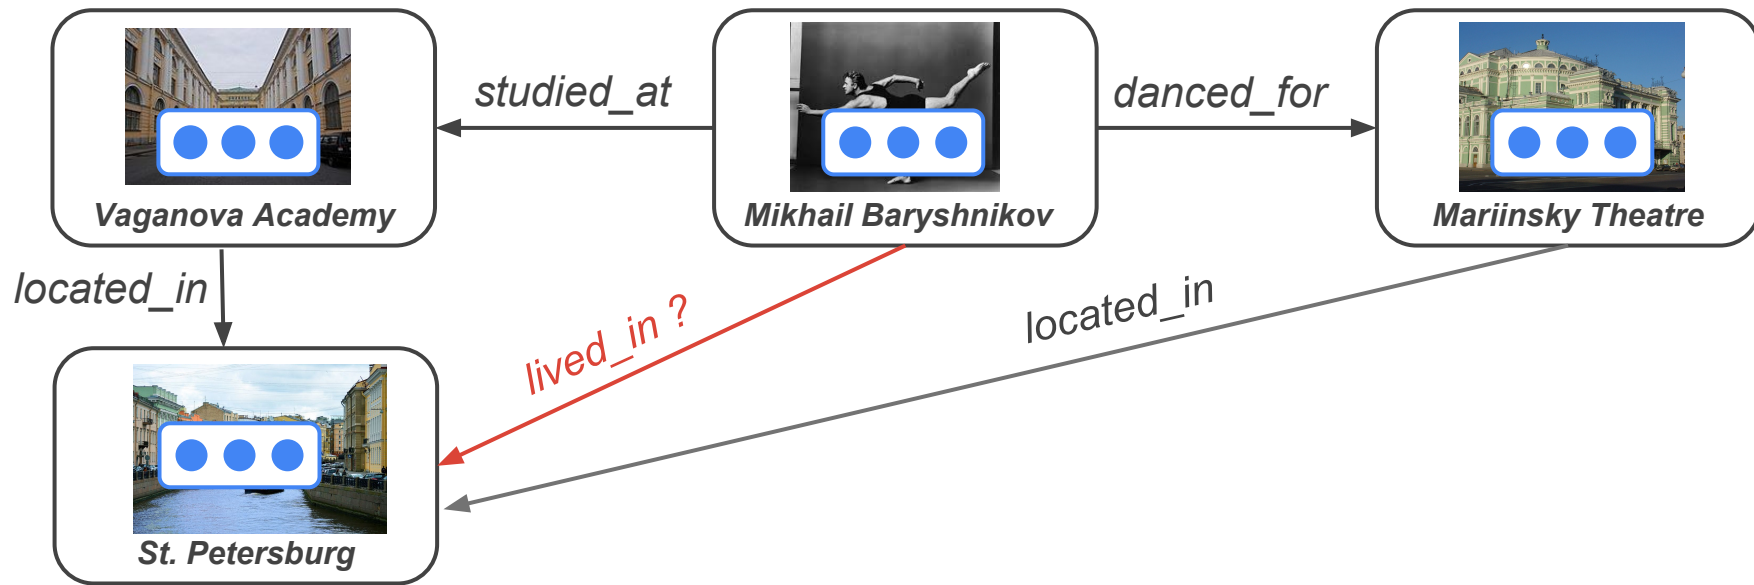 studied_at
danced_for
Vaganova Academy
Mikhail Baryshnikov
Mariinsky Theatre
located_in
lived_in ?
located_in
St. Petersburg